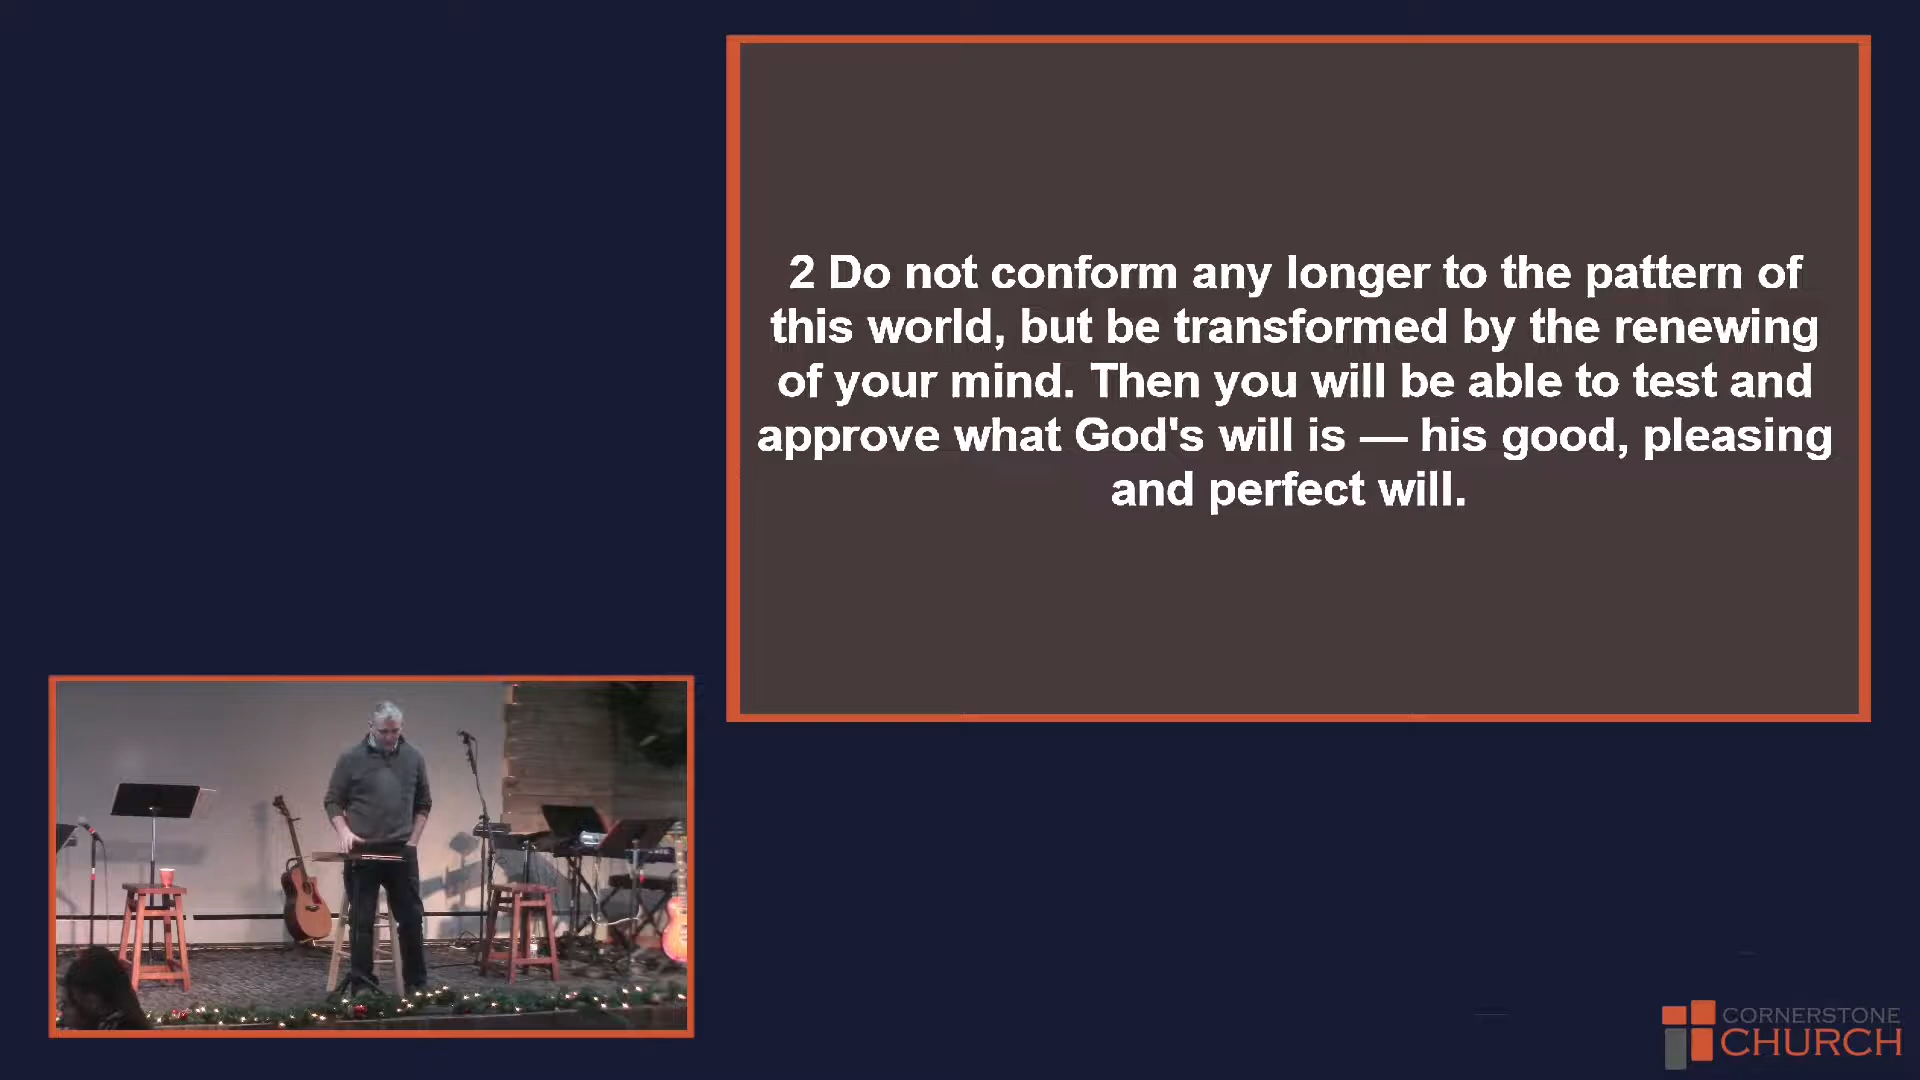 2 Do not conform any longer to the pattern of
this world, but be transformed by the renewing
of your mind. Then you will be able to test and
approve what God's will is — his good, pleasing
and perfect will.
CORNERSTONE
CHURCH